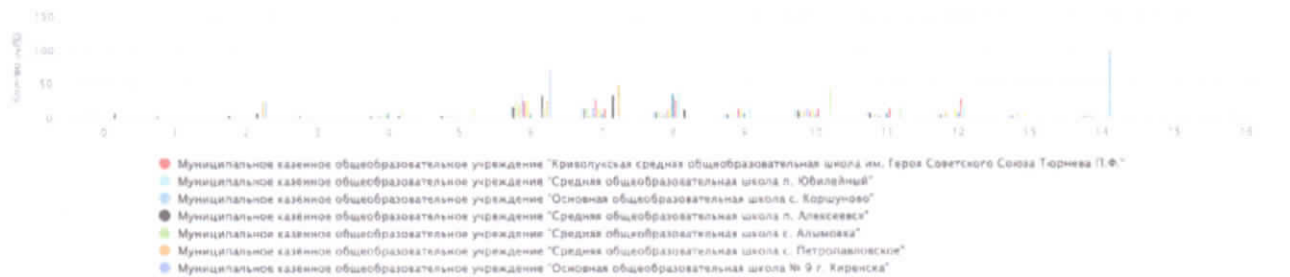 150
100
50
0
0 1 2 3 4 5 6 7 8 9 10 11 12 13 14 15 16
Муниципальное казенное общеобразовательное учреждение "Криволукская средняя общеобразовательная школа им. Героя Советского Союза Тюрнева П.Ф."
Муниципальное казённое общеобразовательное учреждение "Средняя общеобразовательная школа п. Юбилейный"
Муниципальное казённое общеобразовательное учреждение "Основная общеобразовательная школа с. Коршуново"
Муниципальное казённое общеобразовательное учреждение "Средняя общеобразовательная школа п. Алексеевск"
Муниципальное казённое общеобразовательное учреждение "Средняя общеобразовательная школа с. Алымовка"
Муниципальное казенное общеобразовательное учреждение "Средняя общеобразовательная школа с. Петропавловское"
Муниципальное казенное общеобразовательное учреждение "Основная общеобразовательная школа № 9 г. Киренска"